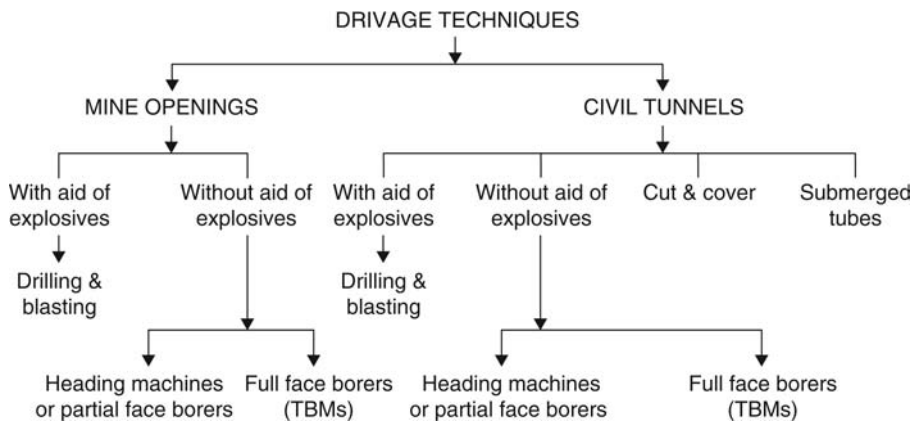 DRIVAGE TECHNIQUES
MINE OPENINGS
CIVIL TUNNELS
With aid of
explosives
Without aid of
explosives
With aid of
explosives
Without aid of
explosives
Cut & cover
Submerged
tubes
Drilling &
blasting
Drilling &
blasting
Heading machines
or partial face borers
Full face borers
(TBMs)
Heading machines
or partial face borers
Full face borers
(TBMs)